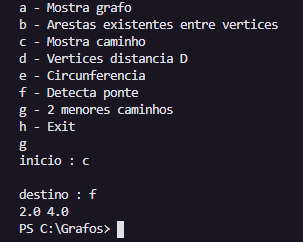 a - Mostra grafo
b - Arestas existentes entre vertices
c - Mostra caminho
d - Vertices distancia D
e - Circunferencia
f - Detecta ponte
g - 2 menores caminhos
h - Exit
g
inicio : c
destino : f
2.0 4.0
PS C:\Grafos>